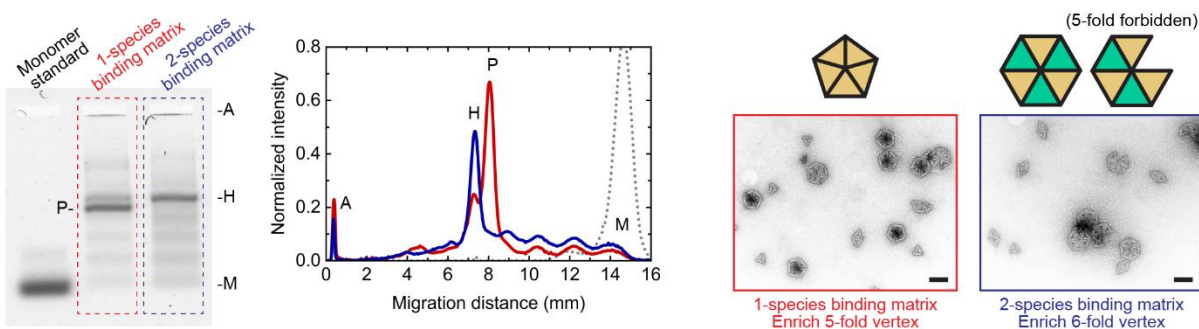 Monomer
standard
1-species
binding matrix
2-species
binding matrix
-A
P-
-H
-M
Normalized intensity
0.8
0.6
0.4
0.2
0.0
A
H
P
M
0 2 4 6 8 10 12 14 16
Migration distance (mm)
(5-fold forbidden)
1-species binding matrix
Enrich 5-fold vertex
2-species binding matrix
Enrich 6-fold vertex